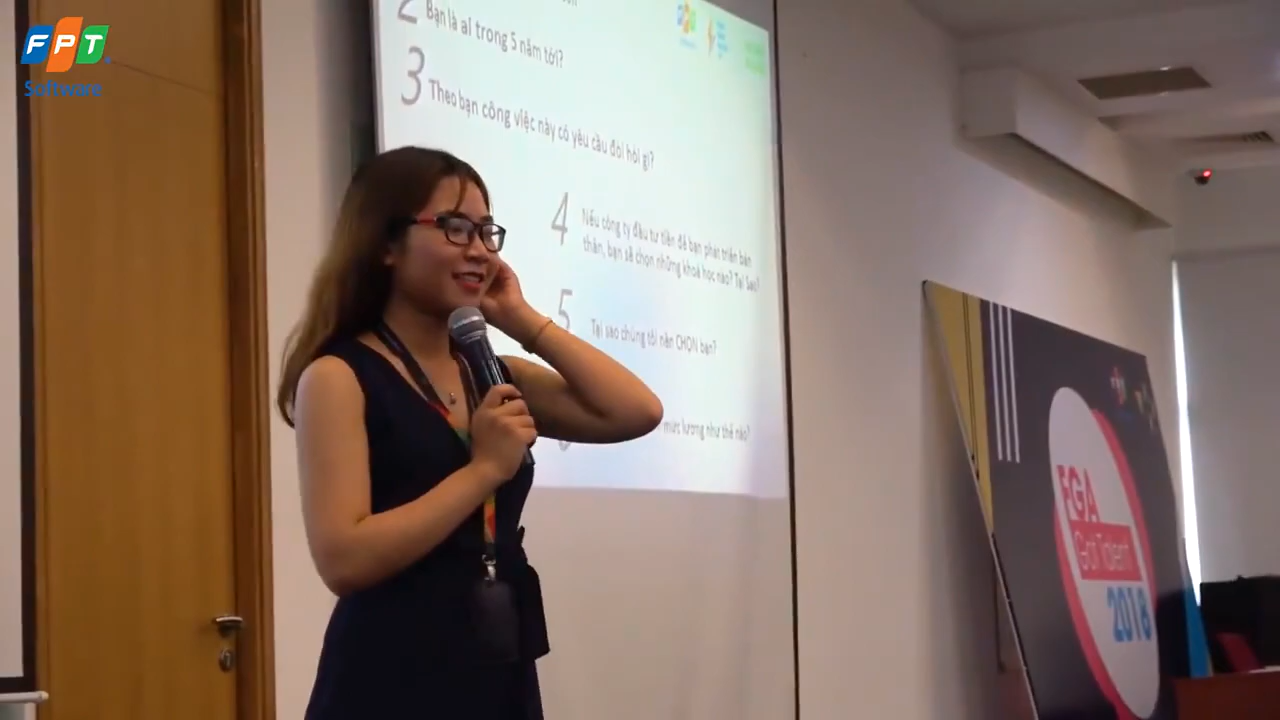 FPT
Software
2 Bạn là ai trong 5 năm tới?
3 Theo bạn công việc này có yêu cầu đòi hỏi gì?
4 Nếu công ty đầu tư tiền để bạn phát triển bản
thân, bạn sẽ chọn những khoá học nào? Tại Sao?
5
Tại sao chúng tôi nên CHỌN bạn?
mức lương như thế nào?
FGA
Got Talent
2018